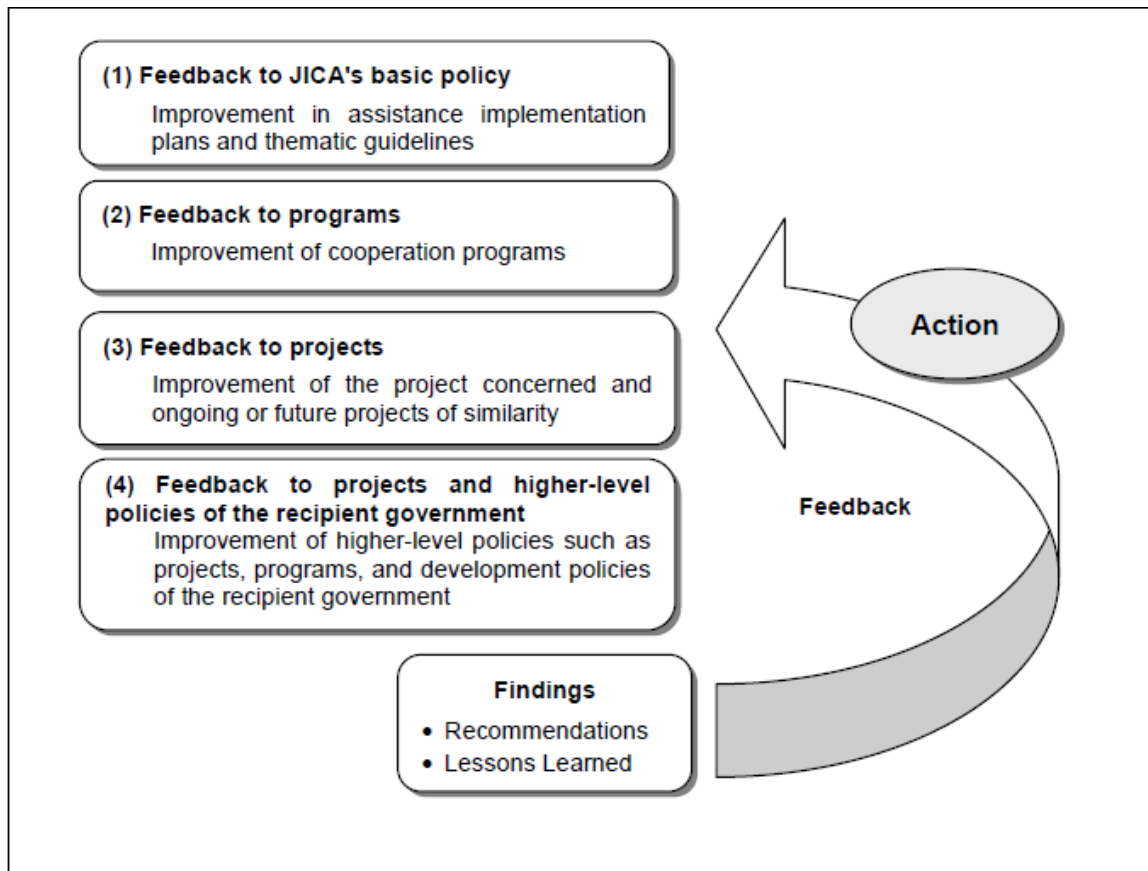 (1) Feedback to JICA's basic policy
Improvement in assistance implementation
plans and thematic guidelines
(2) Feedback to programs
Improvement of cooperation programs
(3) Feedback to projects
Improvement of the project concerned and
ongoing or future projects of similarity
(4) Feedback to projects and higher-level
policies of the recipient government
Improvement of higher-level policies such as
projects, programs, and development policies
of the recipient government
Action
Feedback
Findings
• Recommendations
• Lessons Learned